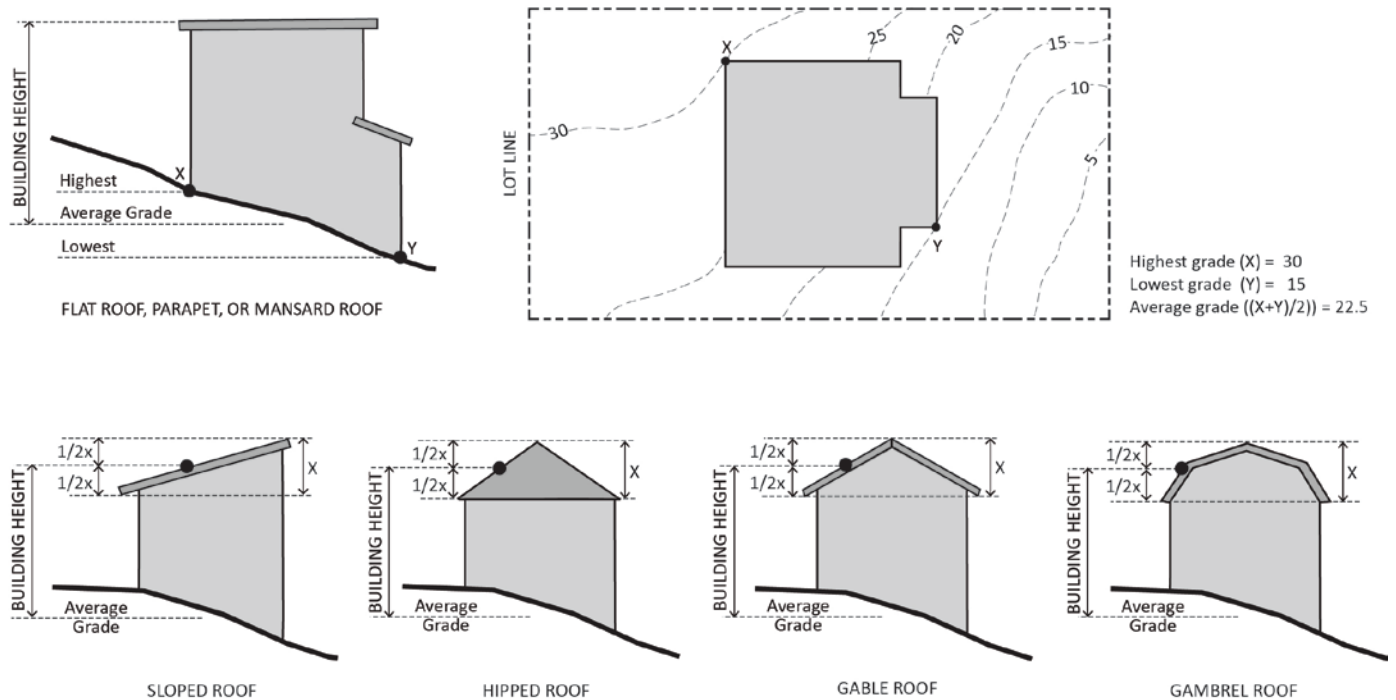 BUILDING HEIGHT
X
Highest
Average Grade
Lowest
Y
FLAT ROOF, PARAPET, OR MANSARD ROOF
LOT LINE
X
30
25
20
15
10
5
Y
Highest grade (X) = 30
Lowest grade (Y) = 15
Average grade ((X+Y)/2)) = 22.5
BUILDING HEIGHT
1/2x
1/2x
X
Average
Grade
SLOPED ROOF
BUILDING HEIGHT
1/2x
1/2x
X
Average
Grade
HIPPED ROOF
BUILDING HEIGHT
1/2x
1/2x
X
Average
Grade
GABLE ROOF
BUILDING HEIGHT
1/2x
1/2x
X
Average
Grade
GAMBREL ROOF